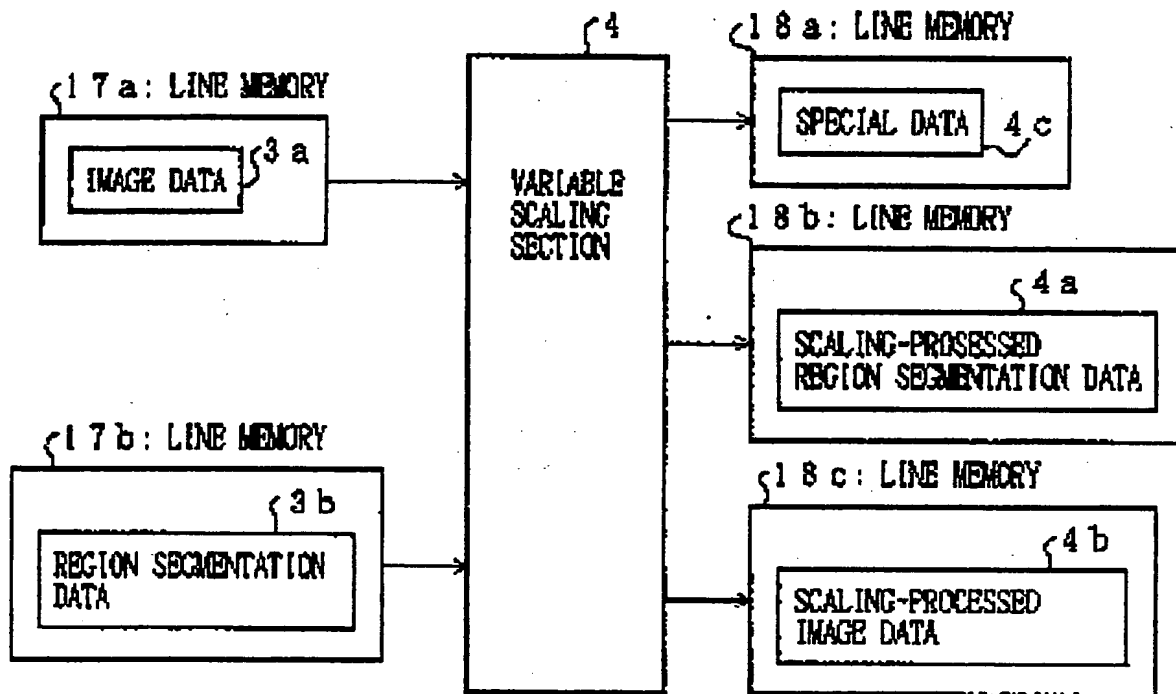 4
18a: LINE MEMORY
17a: LINE MEMORY
3a
IMAGE DATA
SPECIAL DATA
4c
VARIABLE
SCALING
SECTION
18b: LINE MEMORY
4a
SCALING-PROSESSED
REGION SEGMENTATION DATA
17b: LINE MEMORY
3b
REGION SEGMENTATION
DATA
18c: LINE MEMORY
4b
SCALING-PROCESSED
IMAGE DATA